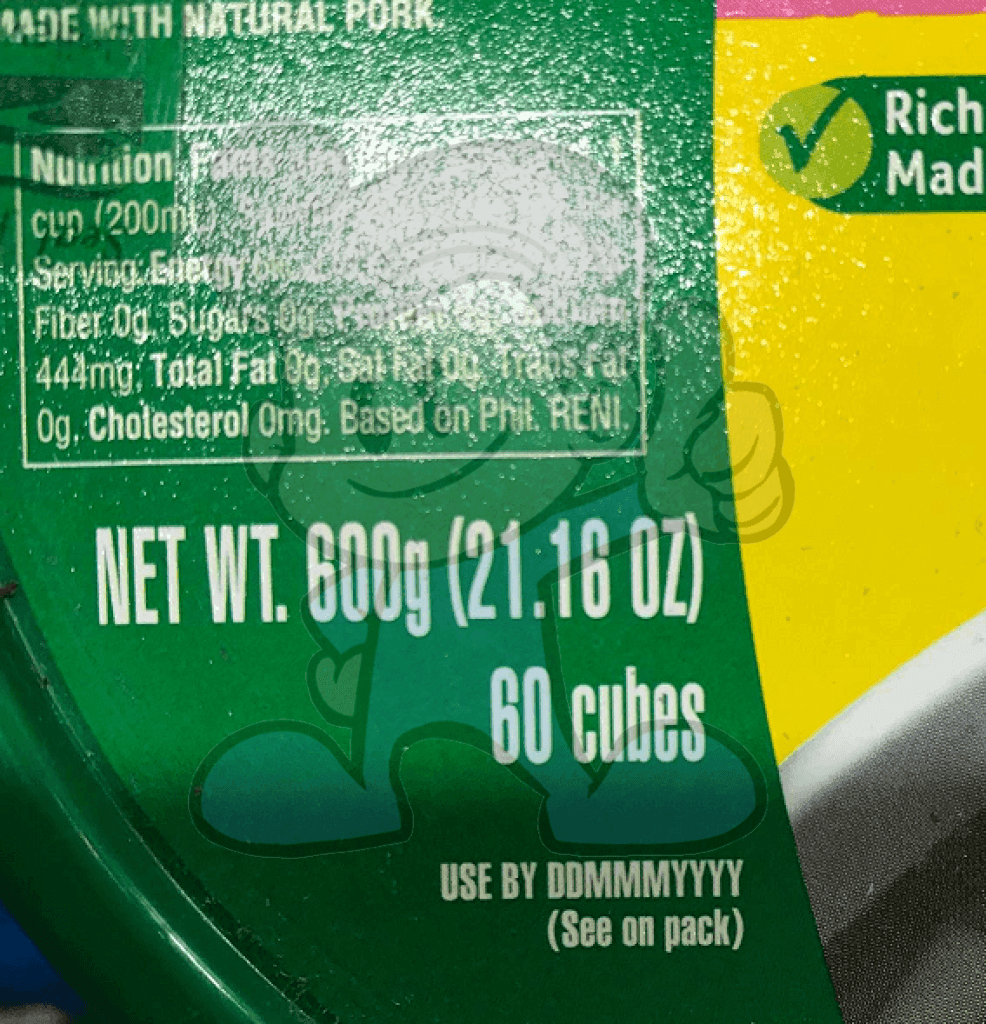 MADE WITH NATURAL PORK.
Nutrition Facts
cup (200mL).
Serving: Energy
Fiber 0g, Sugars 0g,
444mg, Total Fat 0g, Sat Fat 0g, Trans Fat
0g, Cholesterol 0mg. Based on Phil. RENI.
NET WT. 600g (21.16 OZ)
60 cubes
USE BY DDMMMYYYY
(See on pack)
Rich
Mad